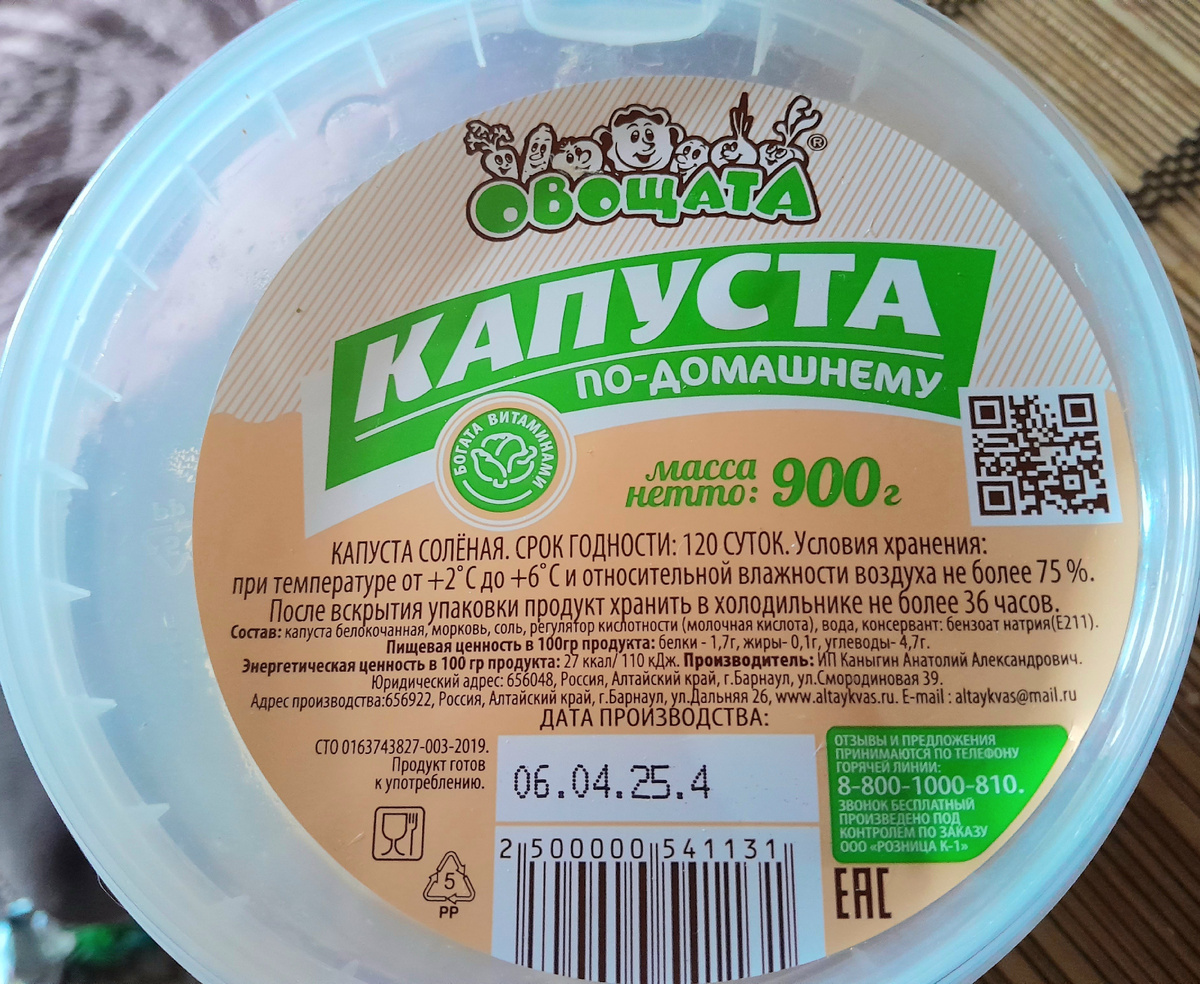 ОВОЩАТА®
КАПУСТА
ПО-ДОМАШНЕМУ
БОГАТА ВИТАМИНАМИ
масса
нетто: 900 г
КАПУСТА СОЛЁНАЯ. СРОК ГОДНОСТИ: 120 СУТОК. Условия хранения:
при температуре от +2°С до +6°С и относительной влажности воздуха не более 75 %.
После вскрытия упаковки продукт хранить в холодильнике не более 36 часов.
Состав: капуста белокочанная, морковь, соль, регулятор кислотности (молочная кислота), вода, консервант: бензоат натрия(Е211).
Пищевая ценность в 100гр продукта: белки - 1,7г, жиры- 0,1г, углеводы- 4,7г.
Энергетическая ценность в 100 гр продукта: 27 ккал/ 110 кДж. Производитель: ИП Каныгин Анатолий Александрович.
Юридический адрес: 656048, Россия, Алтайский край, г.Барнаул, ул.Смородиновая 39.
Адрес производства:656922, Россия, Алтайский край, г.Барнаул, ул.Дальняя 26, www.altaykvas.ru. E-mail : altaykvas@mail.ru
ДАТА ПРОИЗВОДСТВА:
СТО 0163743827-003-2019.
Продукт готов
к употреблению.
06.04.25.4
ОТЗЫВЫ И ПРЕДЛОЖЕНИЯ
ПРИНИМАЮТСЯ ПО ТЕЛЕФОНУ
ГОРЯЧЕЙ ЛИНИИ:
8-800-1000-810.
ЗВОНОК БЕСПЛАТНЫЙ
ПРОИЗВЕДЕНО ПОД
КОНТРОЛЕМ ПО ЗАКАЗУ
ООО «РОЗНИЦА К-1»
2 500000 541131
5
PP
EAC